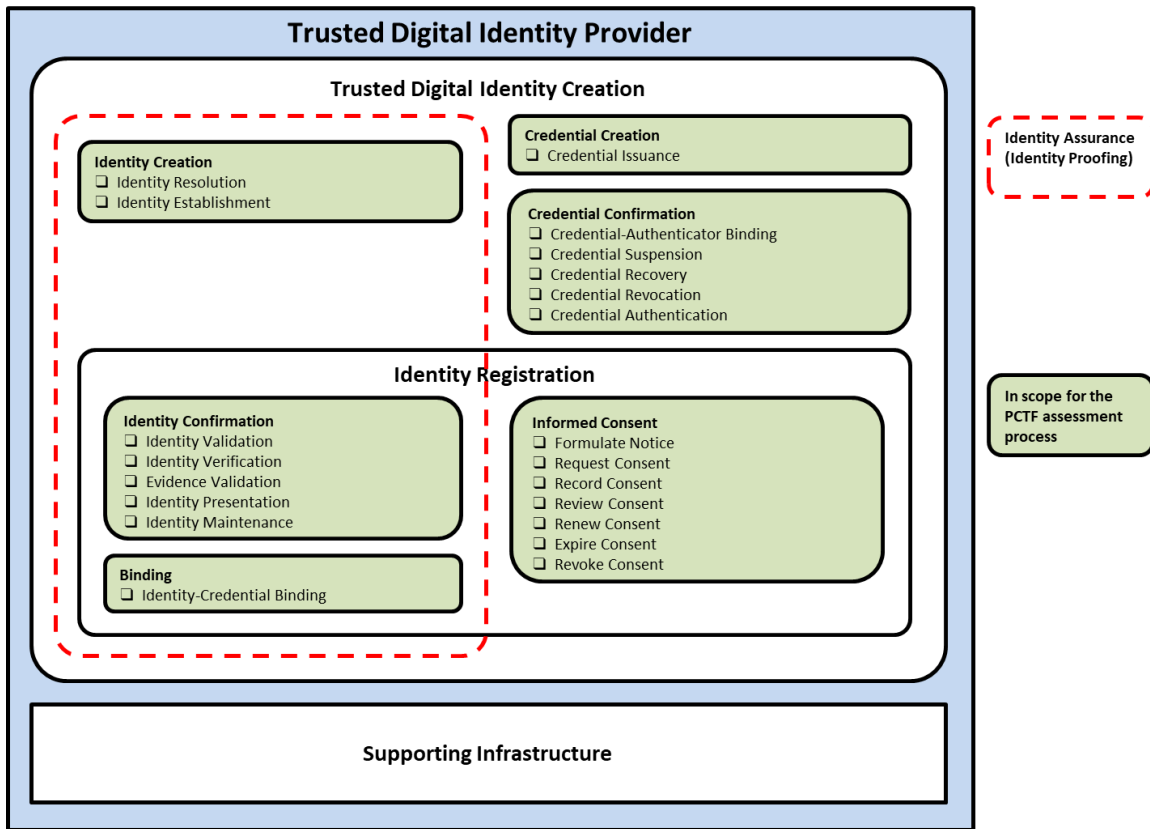 Trusted Digital Identity Provider
Trusted Digital Identity Creation
Identity Creation
Identity Resolution
Identity Establishment
Credential Creation
Credential Issuance
Credential Confirmation
Credential-Authenticator Binding
Credential Suspension
Credential Recovery
Credential Revocation
Credential Authentication
Identity Registration
Identity Confirmation
Identity Validation
Identity Verification
Evidence Validation
Identity Presentation
Identity Maintenance
Binding
Identity-Credential Binding
Informed Consent
Formulate Notice
Request Consent
Record Consent
Review Consent
Renew Consent
Expire Consent
Revoke Consent
Supporting Infrastructure
Identity Assurance
(Identity Proofing)
In scope for the
PCTF assessment
process